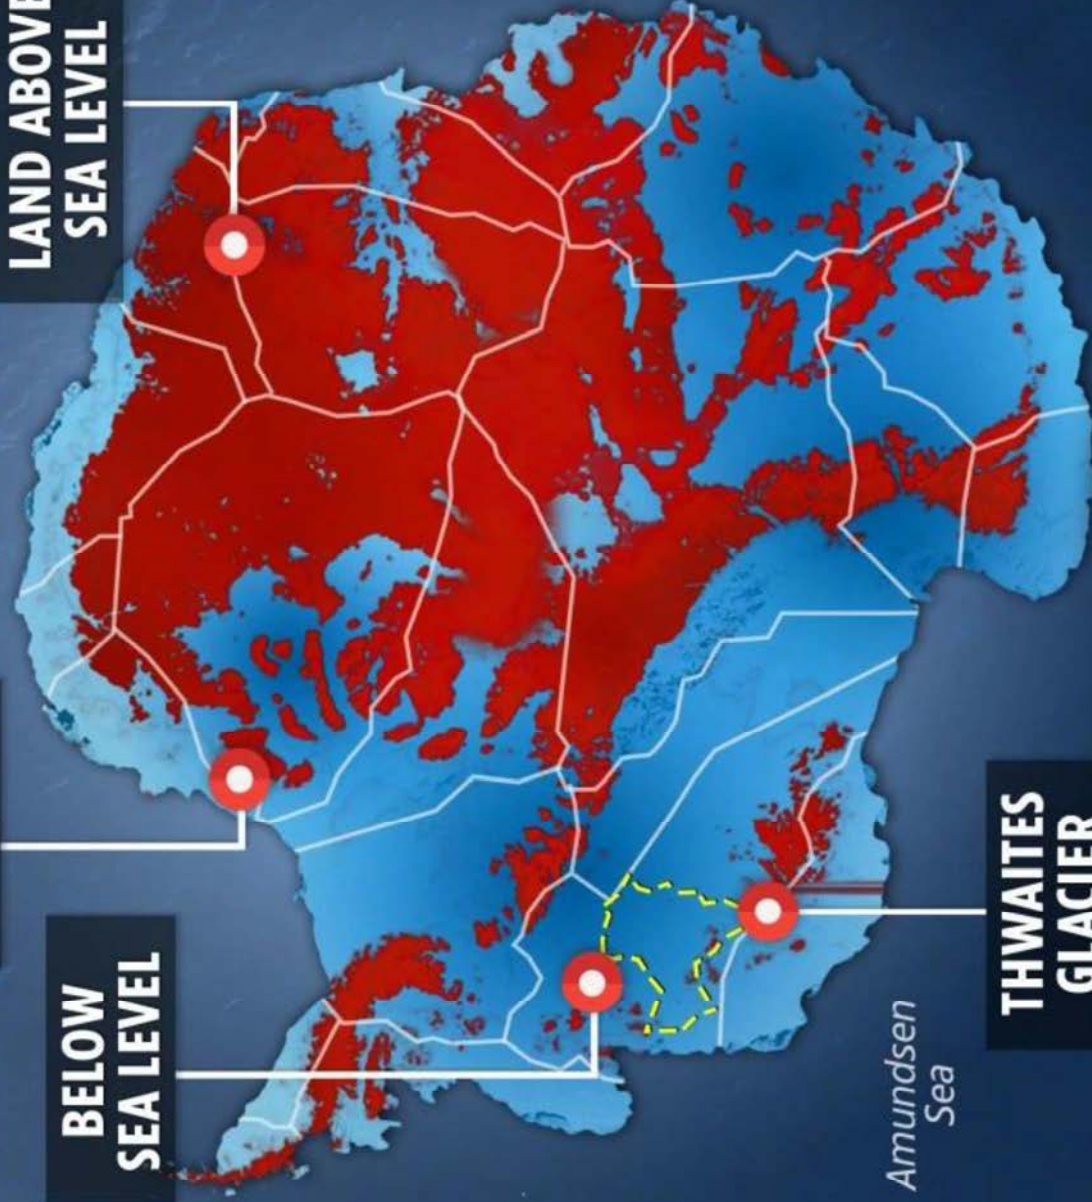 LAND ABOVE
SEA LEVEL
BELOW
SEA LEVEL
THWAITES
GLACIER
Amundsen
Sea